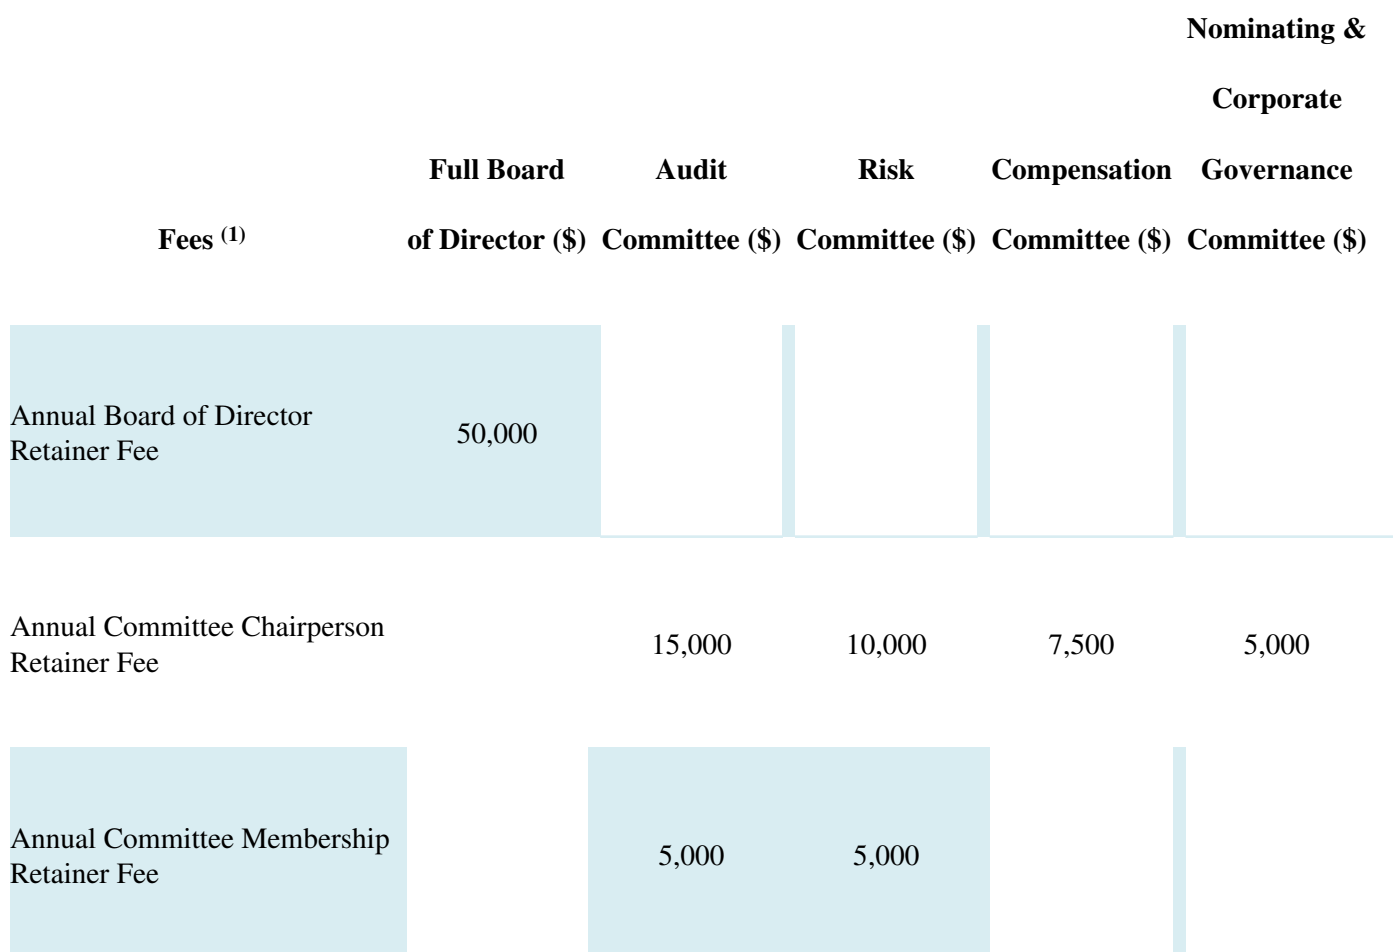 Nominating &
Corporate
Full Board Audit Risk Compensation Governance
Fees (1) of Director ($) Committee ($) Committee ($) Committee ($) Committee ($)
Annual Board of Director
Retainer Fee 50,000
Annual Committee Chairperson
Retainer Fee 15,000 10,000 7,500 5,000
Annual Committee Membership
Retainer Fee 5,000 5,000